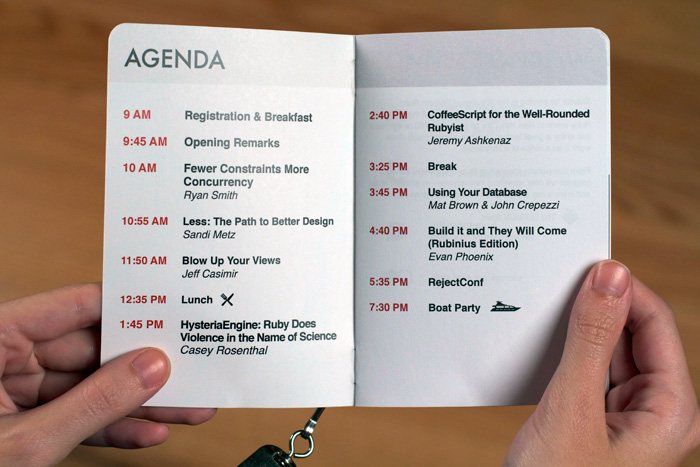 AGENDA
9 AM Registration & Breakfast
9:45 AM Opening Remarks
10 AM Fewer Constraints More
Concurrency
Ryan Smith
10:55 AM Less: The Path to Better Design
Sandi Metz
11:50 AM Blow Up Your Views
Jeff Casimir
12:35 PM Lunch
1:45 PM HysteriaEngine: Ruby Does
Violence in the Name of Science
Casey Rosenthal
2:40 PM CoffeeScript for the Well-Rounded
Rubyist
Jeremy Ashkenaz
3:25 PM Break
3:45 PM Using Your Database
Mat Brown & John Crepezzi
4:40 PM Build it and They Will Come
(Rubinius Edition)
Evan Phoenix
5:35 PM RejectConf
7:30 PM Boat Party